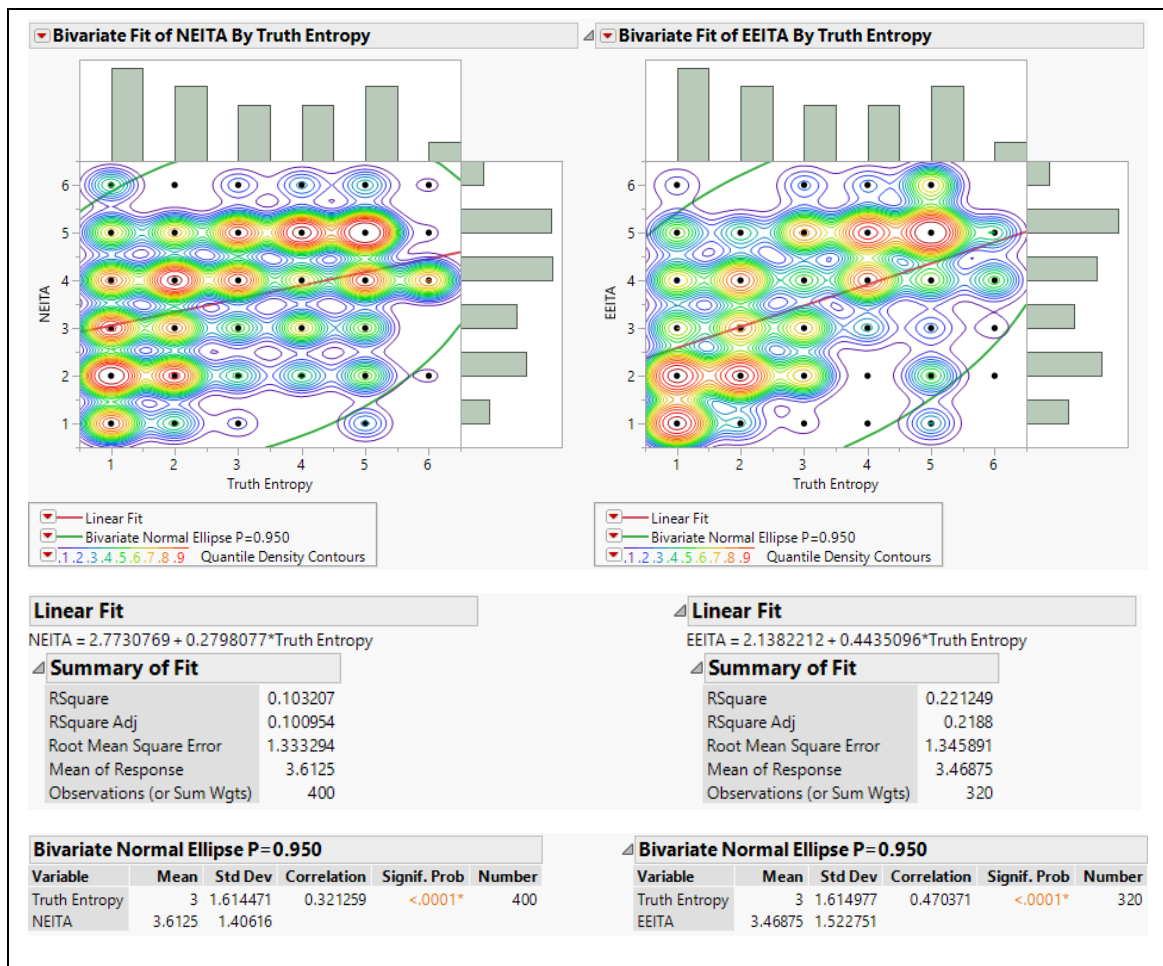 Bivariate Fit of NEITA By Truth Entropy
6
5
4
3
2
1
NEITA
1 2 3 4 5 6
Truth Entropy
Linear Fit
Bivariate Normal Ellipse P=0.950
.1 .2 .3 .4 .5 .6 .7 .8 .9 Quantile Density Contours
Bivariate Fit of EEITA By Truth Entropy
6
5
4
3
2
1
EEITA
1 2 3 4 5 6
Truth Entropy
Linear Fit
Bivariate Normal Ellipse P=0.950
.1 .2 .3 .4 .5 .6 .7 .8 .9 Quantile Density Contours
Linear Fit
NEITA = 2.7730769 + 0.2798077*Truth Entropy
Summary of Fit
RSquare 0.103207
RSquare Adj 0.100954
Root Mean Square Error 1.333294
Mean of Response 3.6125
Observations (or Sum Wgts) 400
Linear Fit
EEITA = 2.1382212 + 0.4435096*Truth Entropy
Summary of Fit
RSquare 0.221249
RSquare Adj 0.2188
Root Mean Square Error 1.345891
Mean of Response 3.46875
Observations (or Sum Wgts) 320
Bivariate Normal Ellipse P=0.950
Variable Mean Std Dev Correlation Signif. Prob Number
Truth Entropy 3 1.614471 0.321259 <.0001* 400
NEITA 3.6125 1.40616
Bivariate Normal Ellipse P=0.950
Variable Mean Std Dev Correlation Signif. Prob Number
Truth Entropy 3 1.614977 0.470371 <.0001* 320
EEITA 3.46875 1.522751